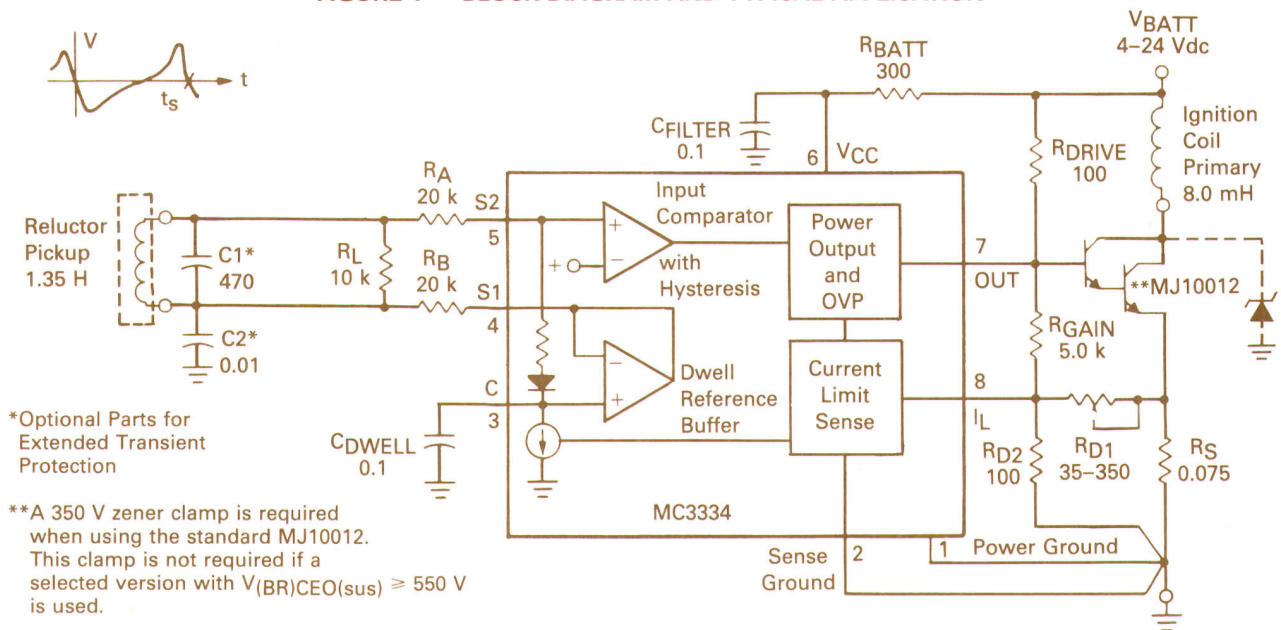 V
t
ts
VBATT
4–24 Vdc
RBATT
300
CFILTER
0.1
6
VCC
RDRIVE
100
Ignition
Coil
Primary
8.0 mH
Reluctor
Pickup
1.35 H
C1*
470
C2*
0.01
RL
10 k
RA
20 k
RB
20 k
S2
5
S1
4
C
3
CDWELL
0.1
+
−
+
Input
Comparator
with
Hysteresis
−
+
Dwell
Reference
Buffer
Power
Output
and
OVP
Current
Limit
Sense
MC3334
7
OUT
**MJ10012
RGAIN
5.0 k
8
IL
RD2
100
RD1
35–350
RS
0.075
Sense
Ground
2
1
Power Ground
*Optional Parts for
Extended Transient
Protection
**A 350 V zener clamp is required
when using the standard MJ10012.
This clamp is not required if a
selected version with V(BR)CEO(sus) ≥ 550 V
is used.